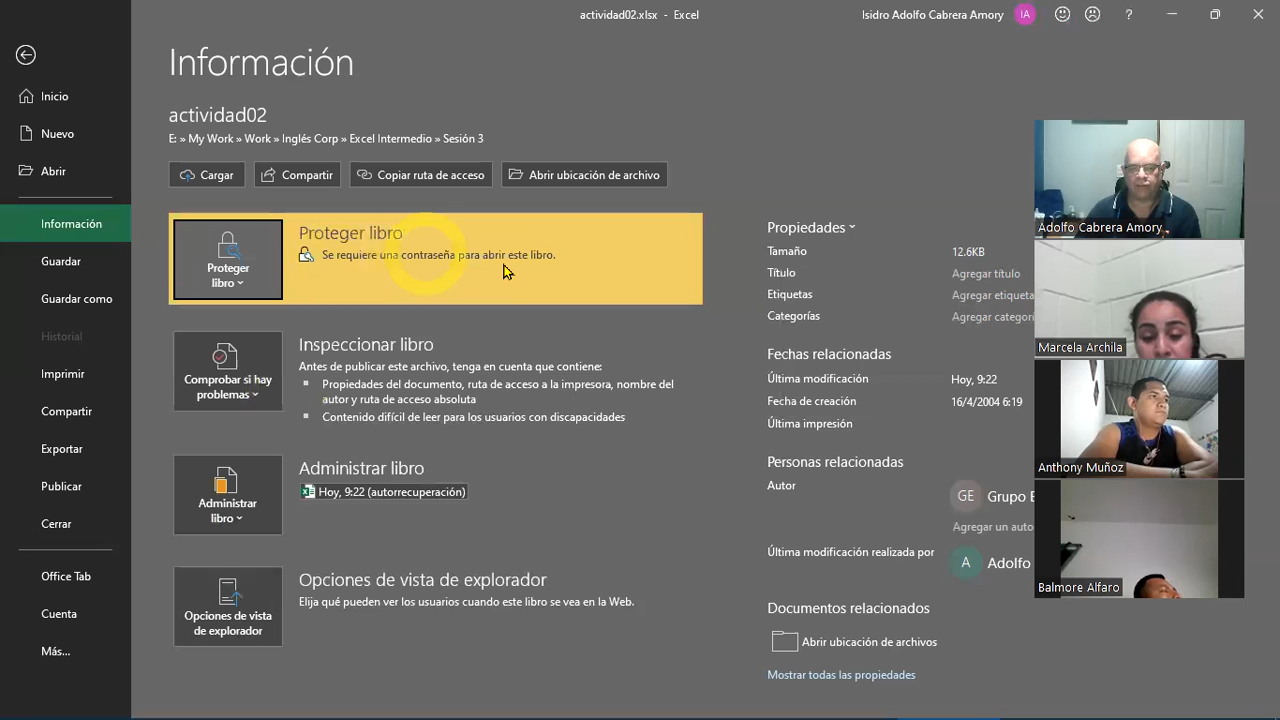 actividad02.xlsx - Excel
Isidro Adolfo Cabrera Amory
IA
?
Inicio
Nuevo
Abrir
Información
Guardar
Guardar como
Historial
Imprimir
Compartir
Exportar
Publicar
Cerrar
Office Tab
Cuenta
Más...
Información
actividad02
E: » My Work » Work » Inglés Corp » Excel Intermedio » Sesión 3
Cargar
Compartir
Copiar ruta de acceso
Abrir ubicación de archivo
Proteger
libro
Proteger libro
Se requiere una contraseña para abrir este libro.
Comprobar si hay
problemas
Inspeccionar libro
Antes de publicar este archivo, tenga en cuenta que contiene:
Propiedades del documento, ruta de acceso a la impresora, nombre del
autor y ruta de acceso absoluta
Contenido difícil de leer para los usuarios con discapacidades
Administrar
libro
Administrar libro
Hoy, 9:22 (autorrecuperación)
Opciones de vista
de explorador
Opciones de vista de explorador
Elija qué pueden ver los usuarios cuando este libro se vea en la Web.
Propiedades
Tamaño 12.6KB
Título Agregar título
Etiquetas Agregar etiqueta
Categorías Agregar categor
Fechas relacionadas
Última modificación Hoy, 9:22
Fecha de creación 16/4/2004 6:19
Última impresión
Personas relacionadas
Autor
GE Grupo E
Agregar un auto
Última modificación realizada por
A Adolfo
Documentos relacionados
Abrir ubicación de archivos
Mostrar todas las propiedades
Adolfo Cabrera Amory
Marcela Archila
Anthony Muñoz
Balmore Alfaro